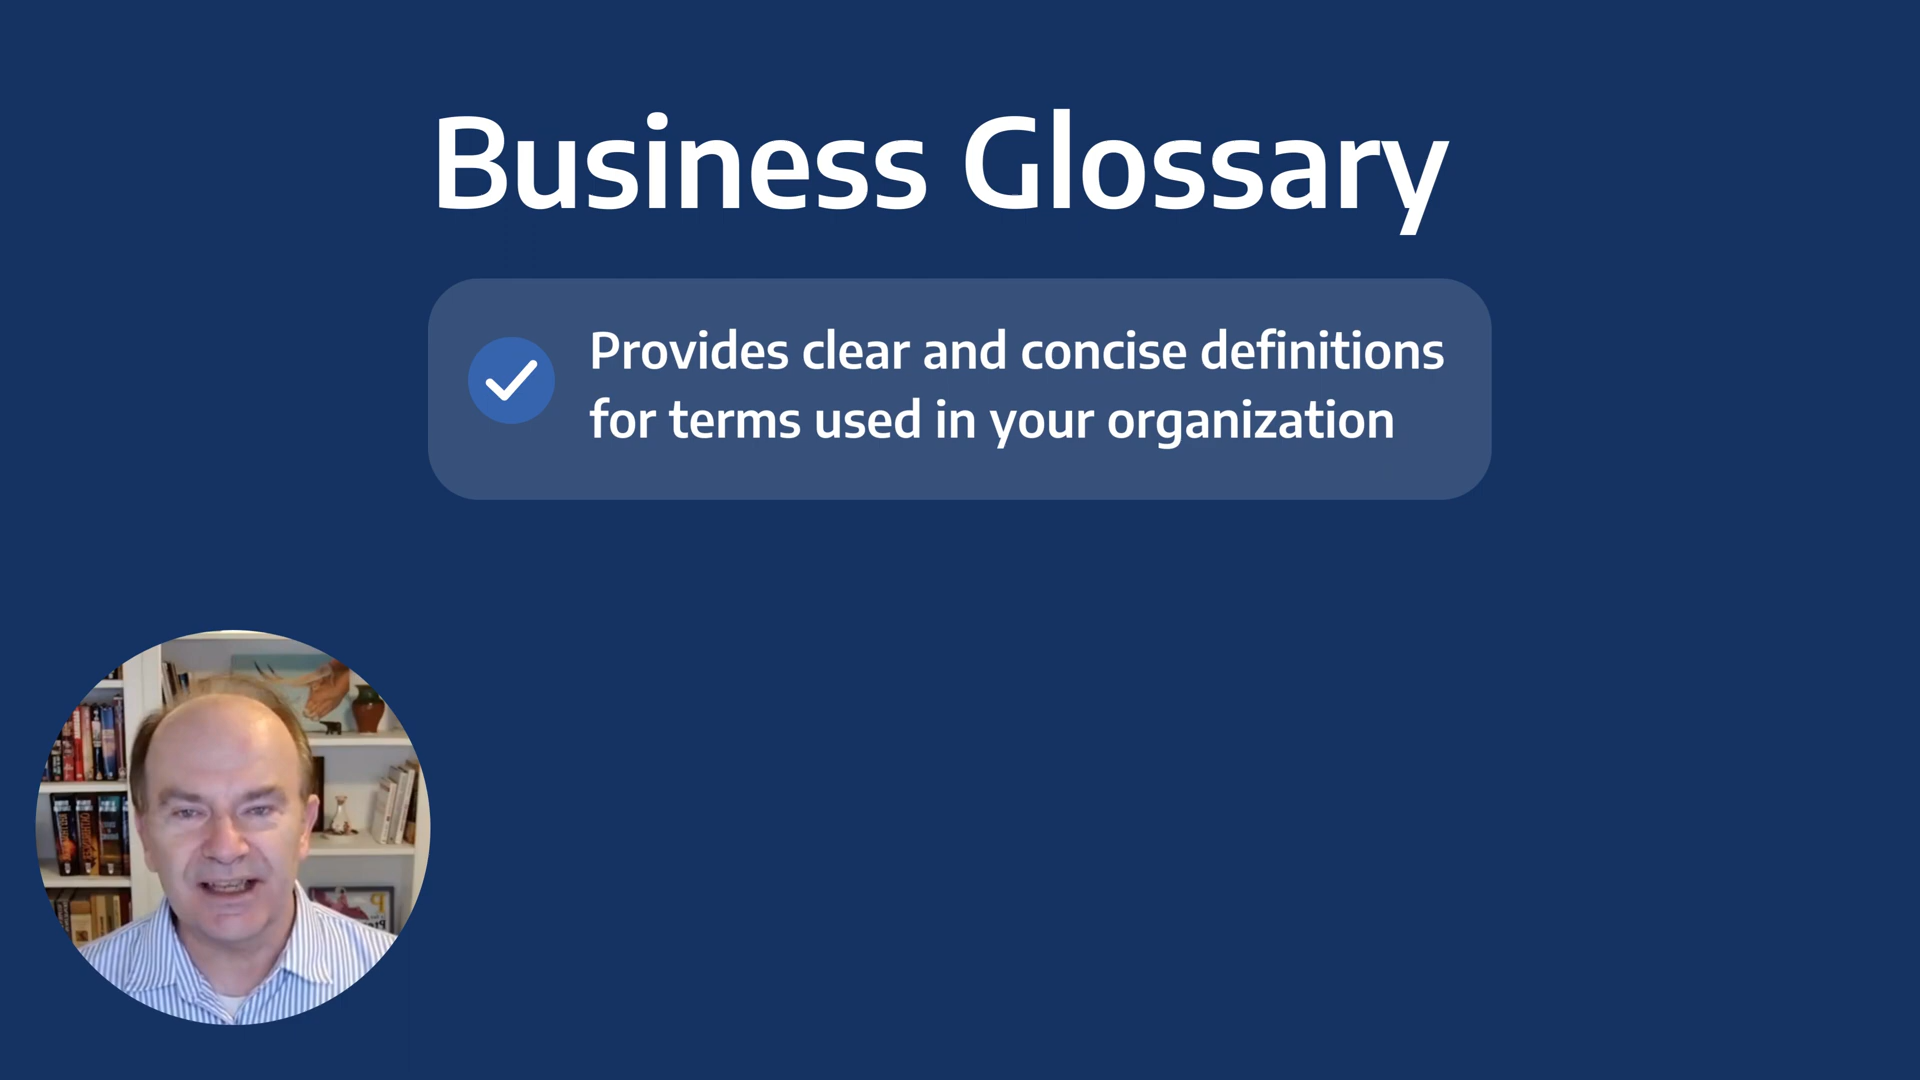 Business Glossary
Provides clear and concise definitions
for terms used in your organization